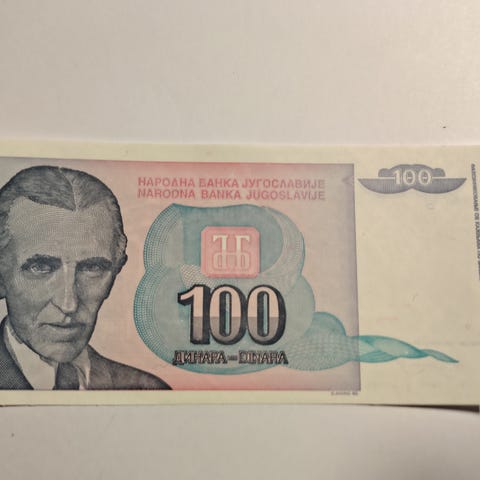 НАРОДНА БАНКА ЈУГОСЛАВИЈЕ
NARODNA BANKA JUGOSLAVIJE
100
100
ДИНАРА–DINARA